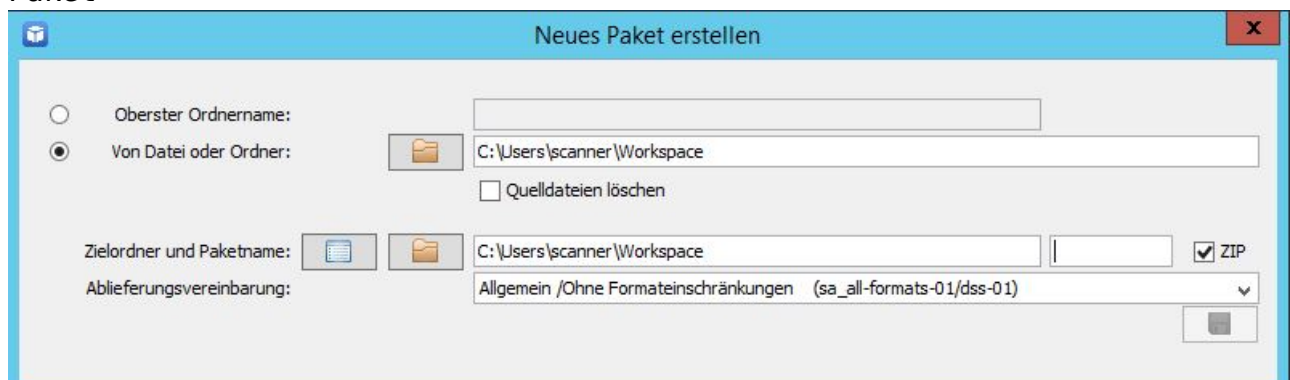 Neues Paket erstellen
x
Oberster Ordnername:
Von Datei oder Ordner: C:\Users\scanner\Workspace
Quelldateien löschen
Zielordner und Paketname: C:\Users\scanner\Workspace ZIP
Ablieferungsvereinbarung: Allgemein /Ohne Formateinschränkungen (sa_all-formats-01/dss-01)